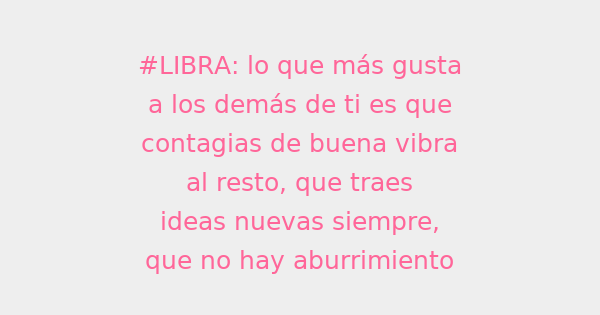 #LIBRA: lo que más gusta
a los demás de ti es que
contagias de buena vibra
al resto, que traes
ideas nuevas siempre,
que no hay aburrimiento